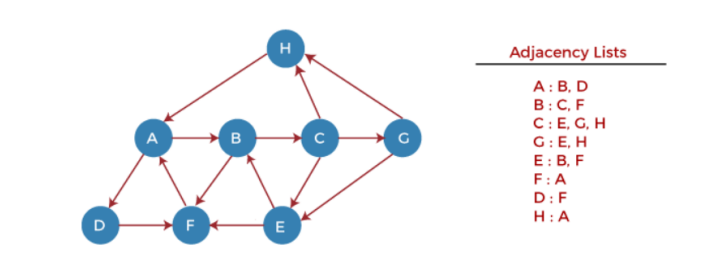 H
Adjacency Lists
A : B, D
B : C, F
C : E, G, H
G : E, H
E : B, F
F : A
D : F
H : A
A B C G
D F E